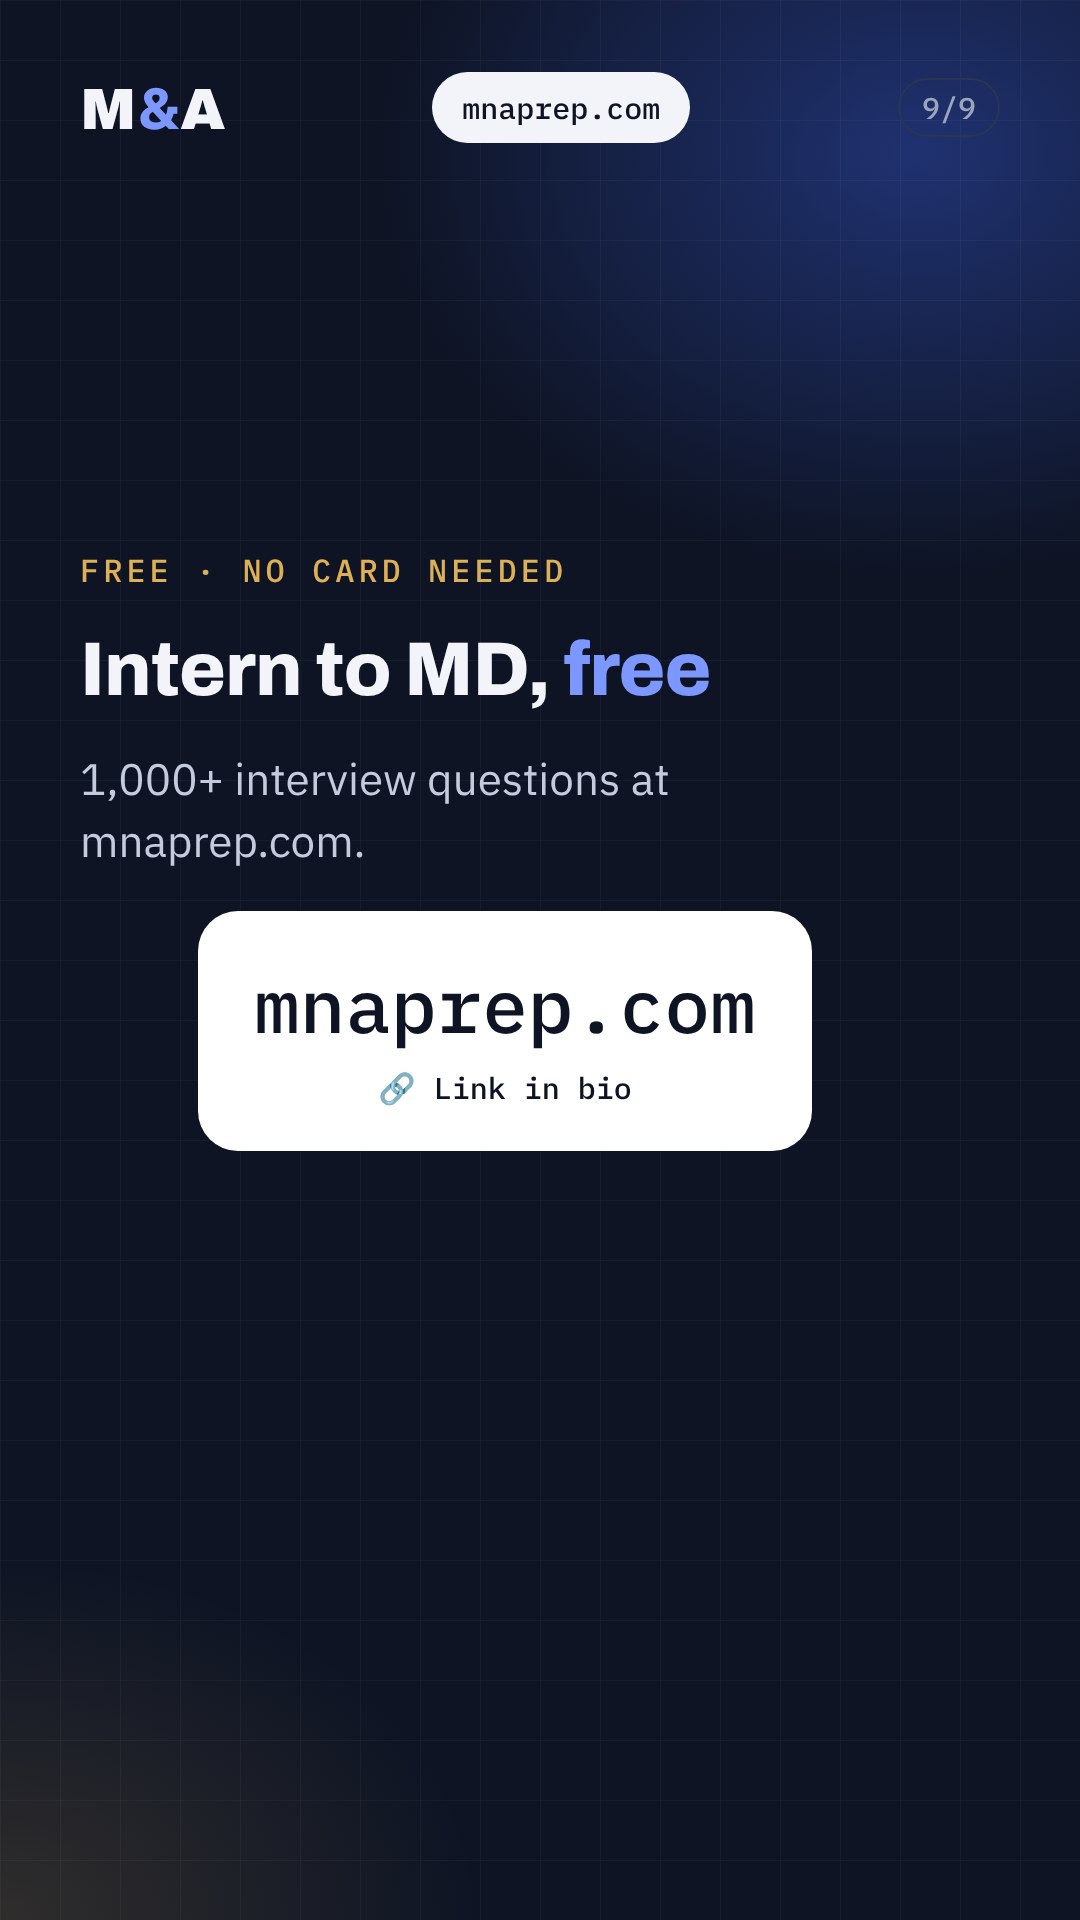 M&A
mnaprep.com
9/9
FREE · NO CARD NEEDED
Intern to MD, free
1,000+ interview questions at
mnaprep.com.
mnaprep.com
🔗 Link in bio